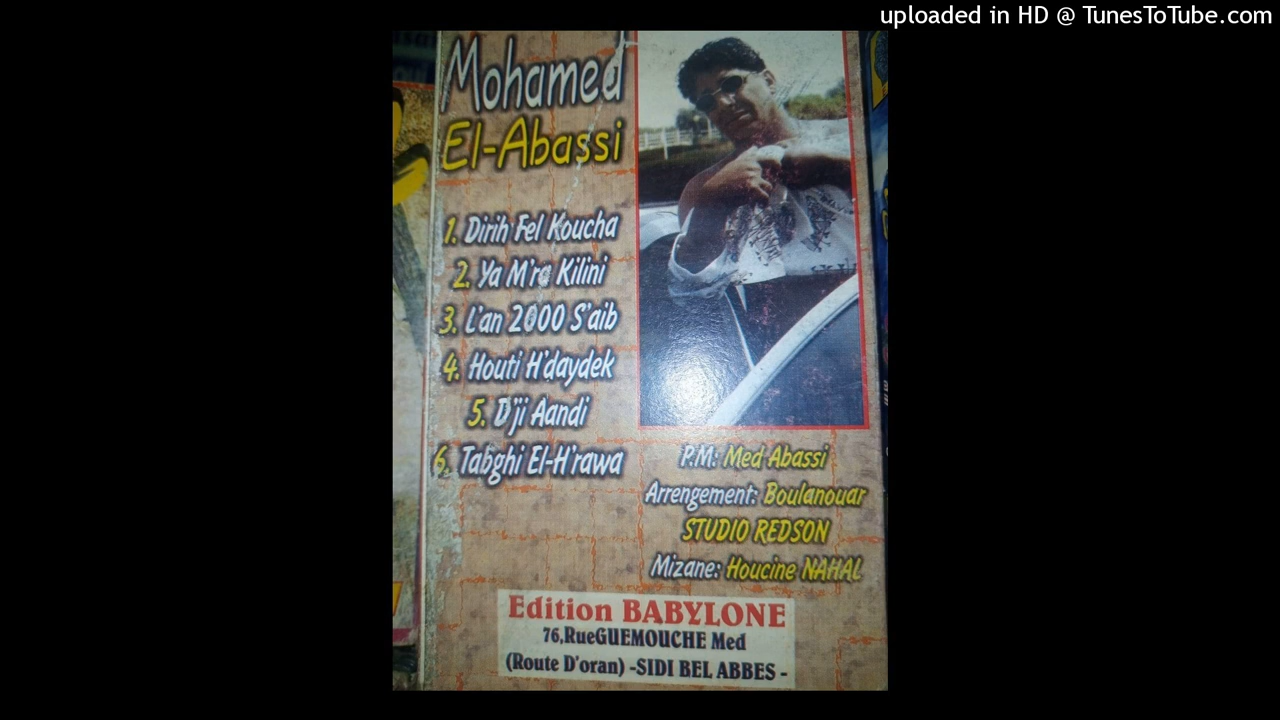 uploaded in HD @ TunesToTube.com
Mohamed
El-Abassi
1. Dirih Fel Koucha
2. Ya M'ra Kilini
3. L'an 2000 S'aib
4. Houti H'daydek
5. D'ji Aandi
6. Tabghi El-H'rawa
P.M: Med Abassi
Arrengement: Boulanouar
STUDIO REDSON
Mizane: Houcine NAHAL
Edition BABYLONE
76,RueGUEMOUCHE Med
(Route D'oran) -SIDI BEL ABBES -